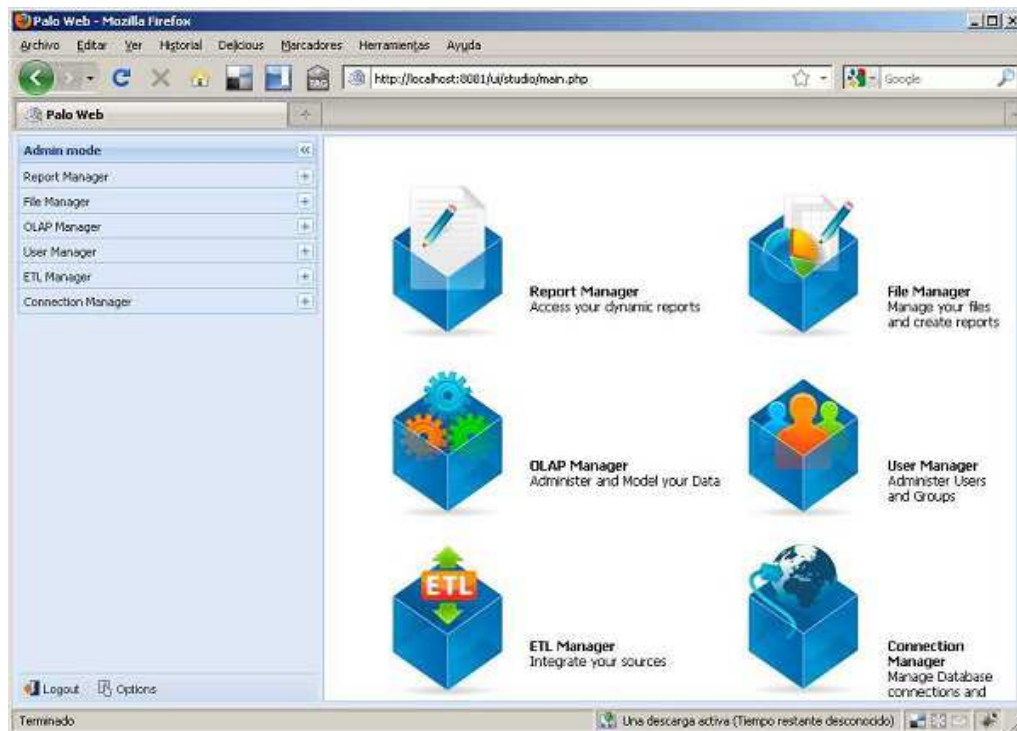 Palo Web - Mozilla Firefox
Archivo Editar Ver Historial Delicious Marcadores Herramientas Ayuda
http://localhost:8081/ui/studio/main.php
Google
Palo Web
Admin mode
Report Manager
File Manager
OLAP Manager
User Manager
ETL Manager
Connection Manager
Report Manager
Access your dynamic reports
File Manager
Manage your files
and create reports
OLAP Manager
Administer and Model your Data
User Manager
Administer Users
and Groups
ETL
ETL Manager
Integrate your sources
Connection
Manager
Manage Database
connections and
Logout Options
Terminado
Una descarga activa (Tiempo restante desconocido)